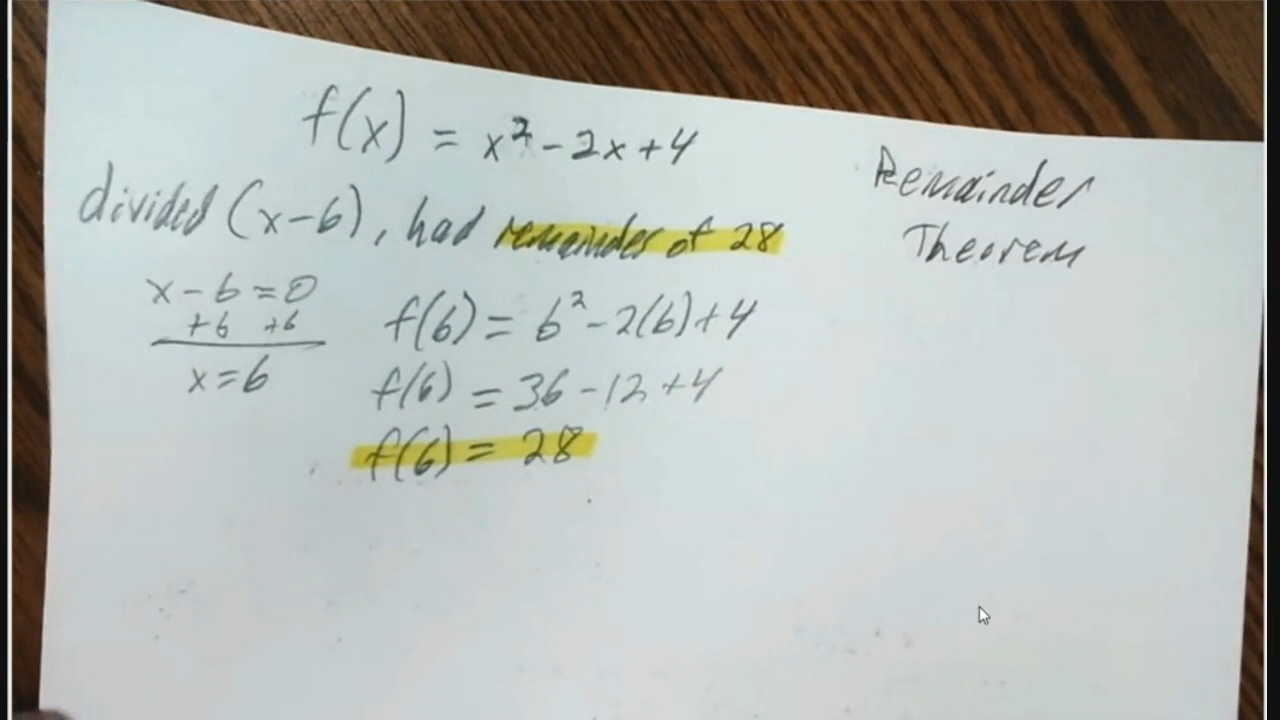 f(x) = x² - 2x + 4
divided (x-6), had remainder of 28
Remainder
Theorem
x - 6 = 0
+6 +6
x = 6
f(6) = 6² - 2(6) + 4
f(6) = 36 - 12 + 4
f(6) = 28